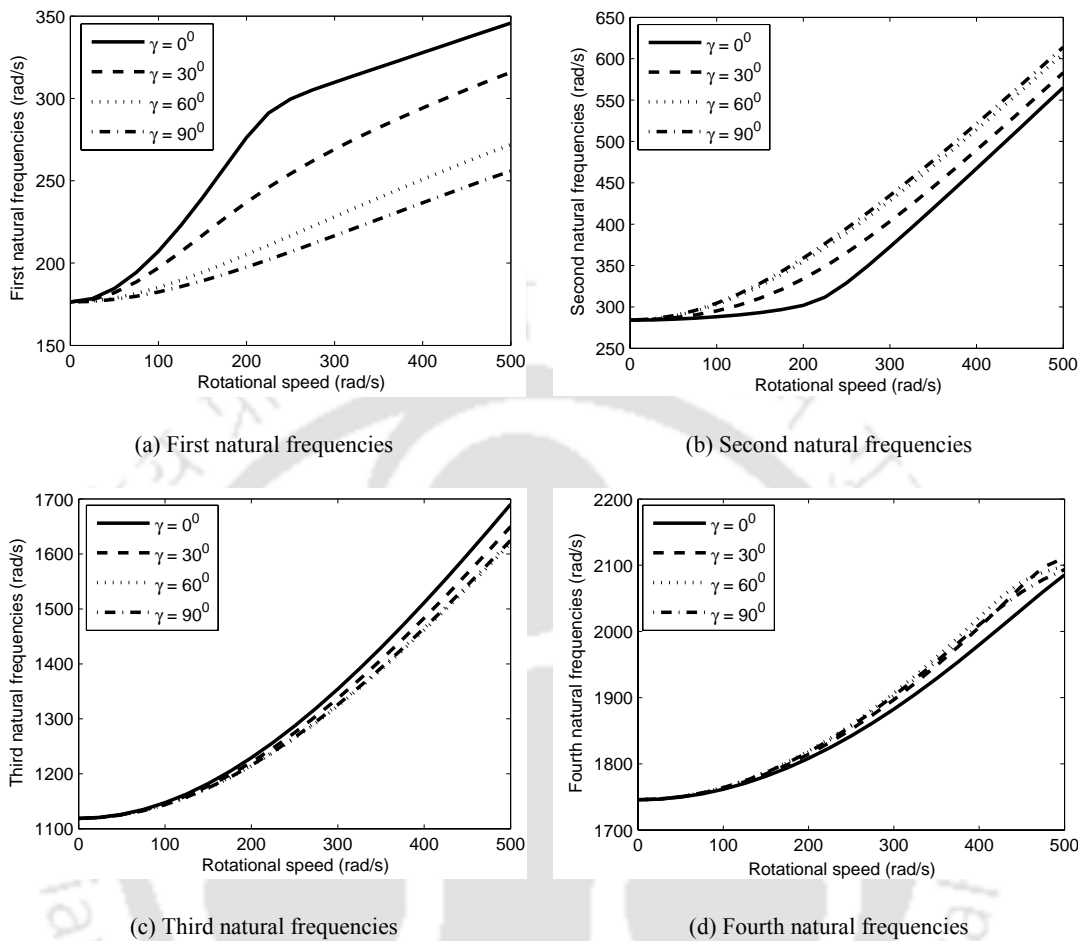 First natural frequencies (rad/s)
350
300
250
200
150
0 100 200 300 400 500
Rotational speed (rad/s)
γ = 0⁰
γ = 30⁰
γ = 60⁰
γ = 90⁰
(a) First natural frequencies
Second natural frequencies (rad/s)
650
600
550
500
450
400
350
300
250
0 100 200 300 400 500
Rotational speed (rad/s)
γ = 0⁰
γ = 30⁰
γ = 60⁰
γ = 90⁰
(b) Second natural frequencies
Third natural frequencies (rad/s)
1700
1600
1500
1400
1300
1200
1100
0 100 200 300 400 500
Rotational speed (rad/s)
γ = 0⁰
γ = 30⁰
γ = 60⁰
γ = 90⁰
(c) Third natural frequencies
Fourth natural frequencies (rad/s)
2200
2100
2000
1900
1800
1700
0 100 200 300 400 500
Rotational speed (rad/s)
γ = 0⁰
γ = 30⁰
γ = 60⁰
γ = 90⁰
(d) Fourth natural frequencies